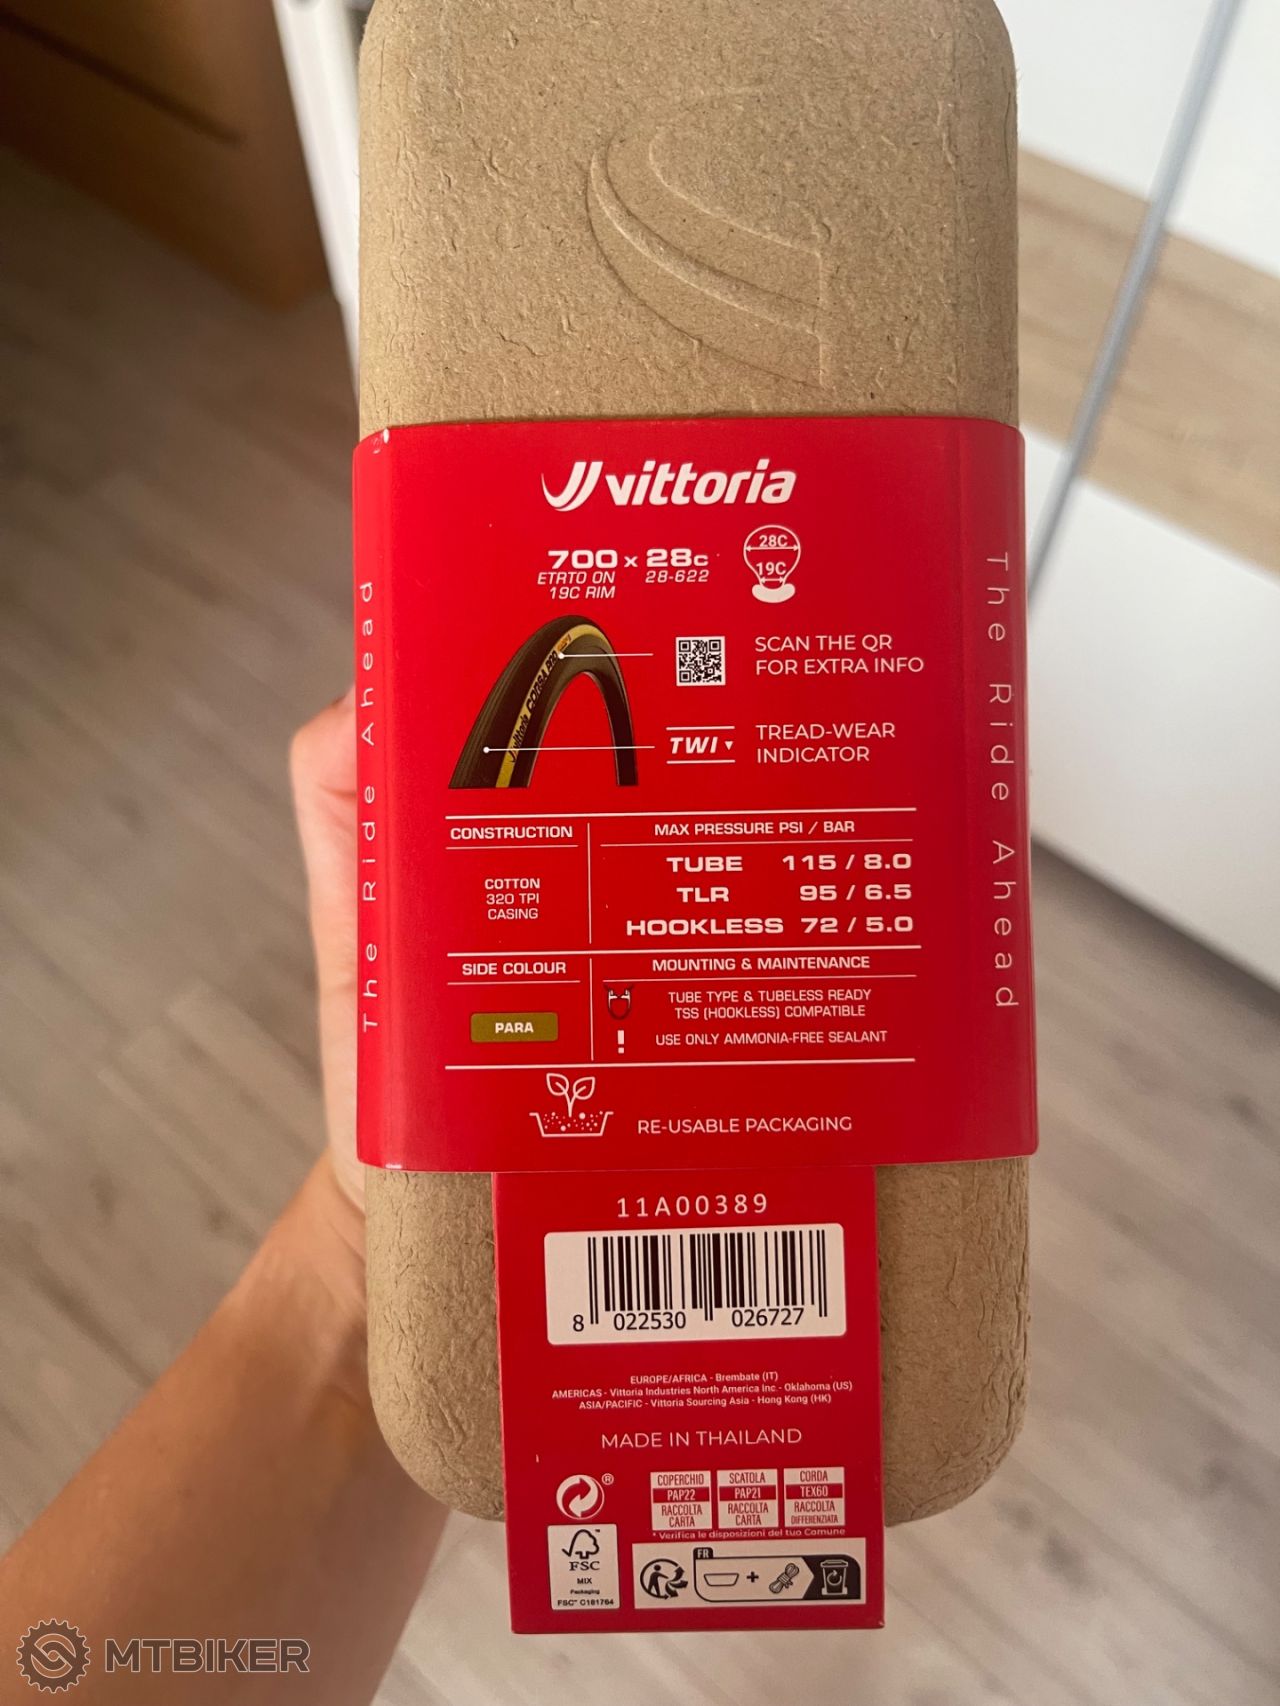 vittoria
700 x 28c
ETRTO ON 28-622
19C RIM
28C
19C
vittoria CORSA PRO
SCAN THE QR
FOR EXTRA INFO
TWI
TREAD-WEAR
INDICATOR
CONSTRUCTION
COTTON
320 TPI
CASING
MAX PRESSURE PSI / BAR
TUBE 115 / 8.0
TLR 95 / 6.5
HOOKLESS 72 / 5.0
SIDE COLOUR
PARA
MOUNTING & MAINTENANCE
TUBE TYPE & TUBELESS READY
TSS (HOOKLESS) COMPATIBLE
! USE ONLY AMMONIA-FREE SEALANT
RE-USABLE PACKAGING
The Ride Ahead
The Ride Ahead
11A00389
8 022530 026727
EUROPE/AFRICA - Brembate (IT)
AMERICAS - Vittoria Industries North America Inc - Oklahoma (US)
ASIA/PACIFIC - Vittoria Sourcing Asia - Hong Kong (HK)
MADE IN THAILAND
®
COPERCHIO
PAP22
RACCOLTA
CARTA
SCATOLA
PAP21
RACCOLTA
CARTA
CORDA
TEX60
RACCOLTA
DIFFERENZIATA
* Verifica le disposizioni del tuo Comune
FSC™
MIX
Packaging
FSC™ C181764
FR
+
MTBIKER